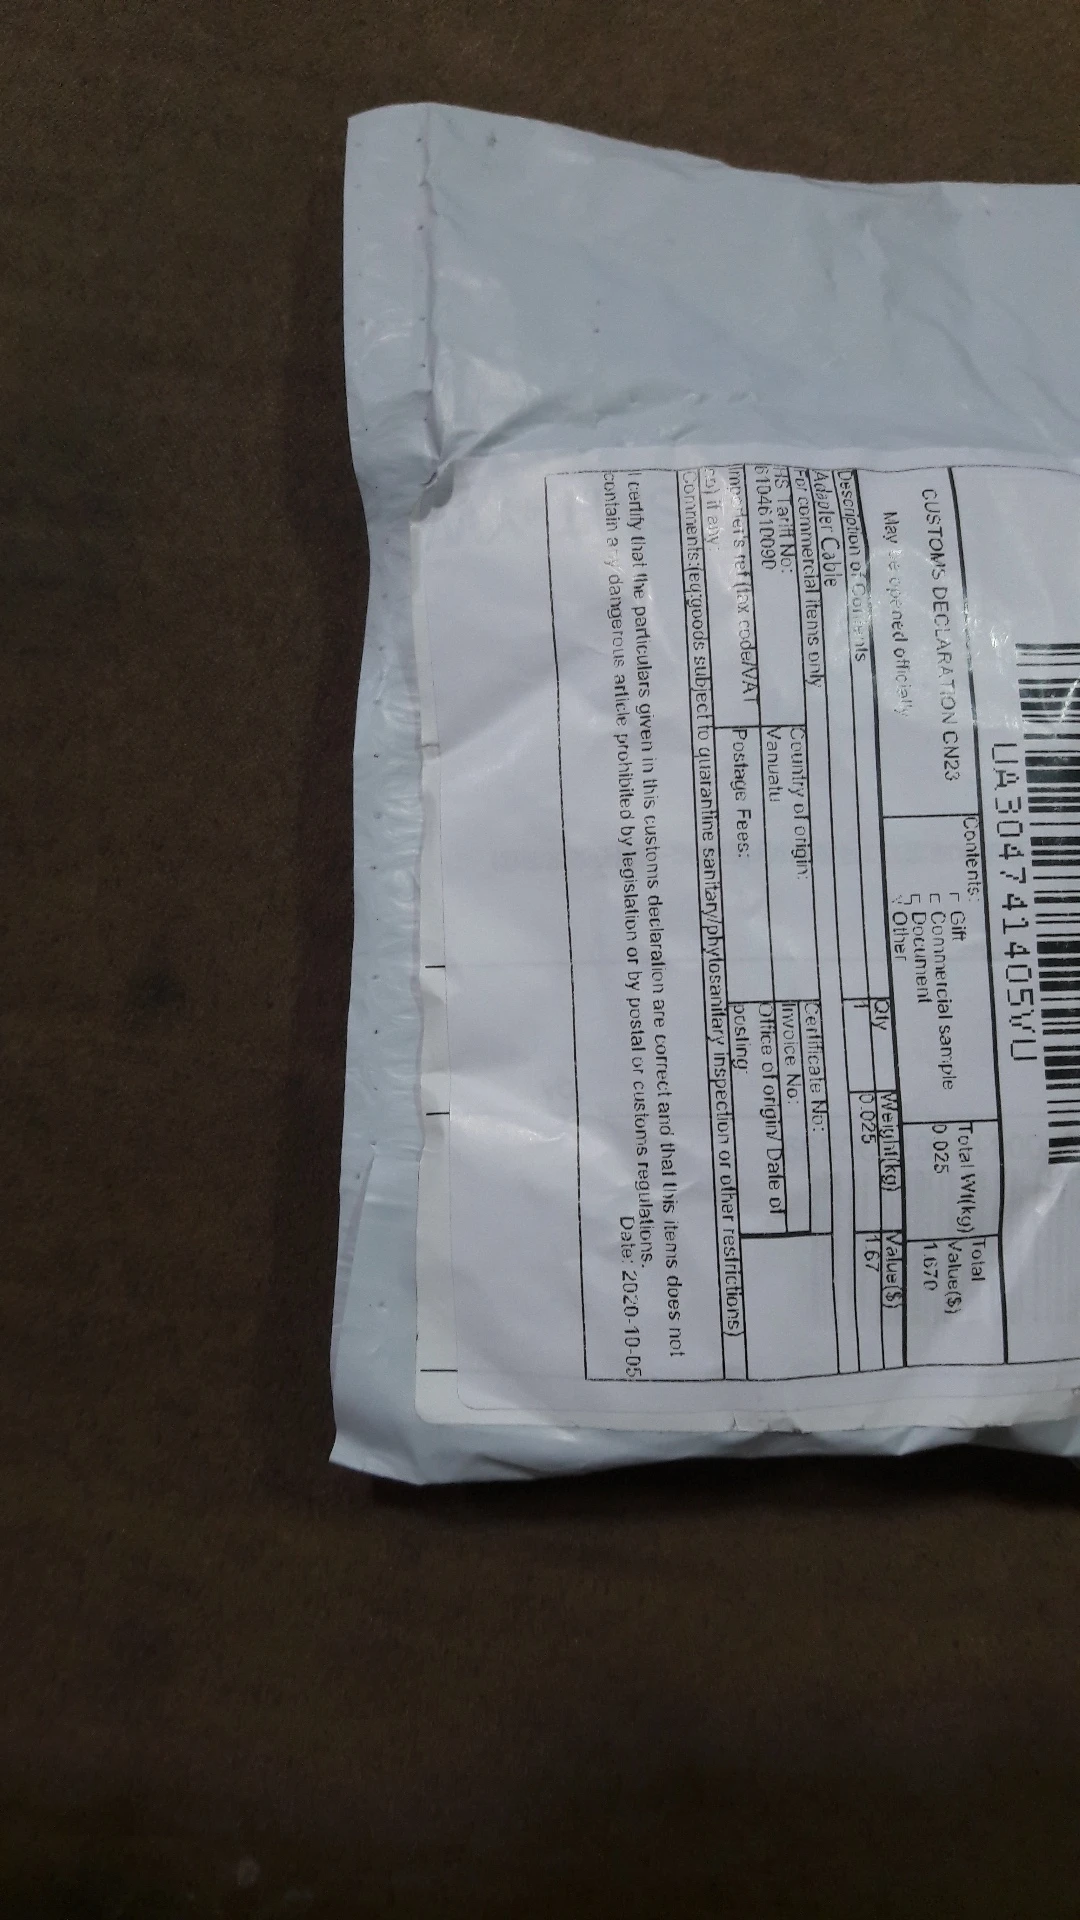 UA304741405VU
CUSTOM'S DECLARATION CN23
May be opened officially
Contents:
Gift
Commercial sample
Document
Other
Total Wt(kg)
0.025
Total
Value($)
1.670
Description of Contents
Qty
Weight(kg)
Value($)
Adapter Cable
1
0.025
1.67
For commercial items only
HS Tariff No:
6104610090
Country of origin:
Vanuatu
Certificate No:
Invoice No:
Importer's ref(tax code/VAT
if any:
Postage Fees:
Office of origin/Date of
posting:
Comments:(eg:goods subject to quarantine sanitary/phytosanitary inspection or other restrictions)
I certify that the particulars given in this customs declaration are correct and that this items does not
contain any dangerous article prohibited by legislation or by postal or customs regulations.
Date: 2020-10-05